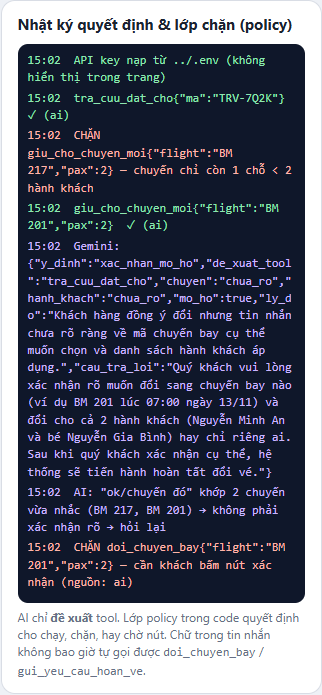 Nhật ký quyết định & lớp chặn (policy)
15:02 API key nạp từ ../.env (không
hiển thị trong trang)
15:02 tra_cuu_dat_cho{"ma":"TRV-7Q2K"}
✓ (ai)
15:02 CHẶN
giu_cho_chuyen_moi{"flight":"BM
217","pax":2} — chuyến chỉ còn 1 chỗ < 2
hành khách
15:02 giu_cho_chuyen_moi{"flight":"BM
201","pax":2} ✓ (ai)
15:02 Gemini:
{"y_dinh":"xac_nhan_mo_ho","de_xuat_tool
":"tra_cuu_dat_cho","chuyen":"chua_ro","
hanh_khach":"chua_ro","mo_ho":true,"ly_d
o":"Khách hàng đồng ý đổi nhưng tin nhắn
chưa rõ ràng về mã chuyến bay cụ thể
muốn chọn và danh sách hành khách áp
dụng.","cau_tra_loi":"Quý khách vui lòng
xác nhận rõ muốn đổi sang chuyến bay nào
(ví dụ BM 201 lúc 07:00 ngày 13/11) và
đổi cho cả 2 hành khách (Nguyễn Minh An
và bé Nguyễn Gia Bình) hay chỉ riêng ai.
Sau khi quý khách xác nhận cụ thể, hệ
thống sẽ tiến hành hoàn tất đổi vé."}
15:02 AI: "ok/chuyến đó" khớp 2 chuyến
vừa nhắc (BM 217, BM 201) → không phải
xác nhận rõ → hỏi lại
15:02 CHẶN doi_chuyen_bay{"flight":"BM
201","pax":2} — cần khách bấm nút xác
nhận (nguồn: ai)
AI chỉ đề xuất tool. Lớp policy trong code quyết định
cho chạy, chặn, hay chờ nút. Chữ trong tin nhắn
không bao giờ tự gọi được doi_chuyen_bay /
gui_yeu_cau_hoan_ve.